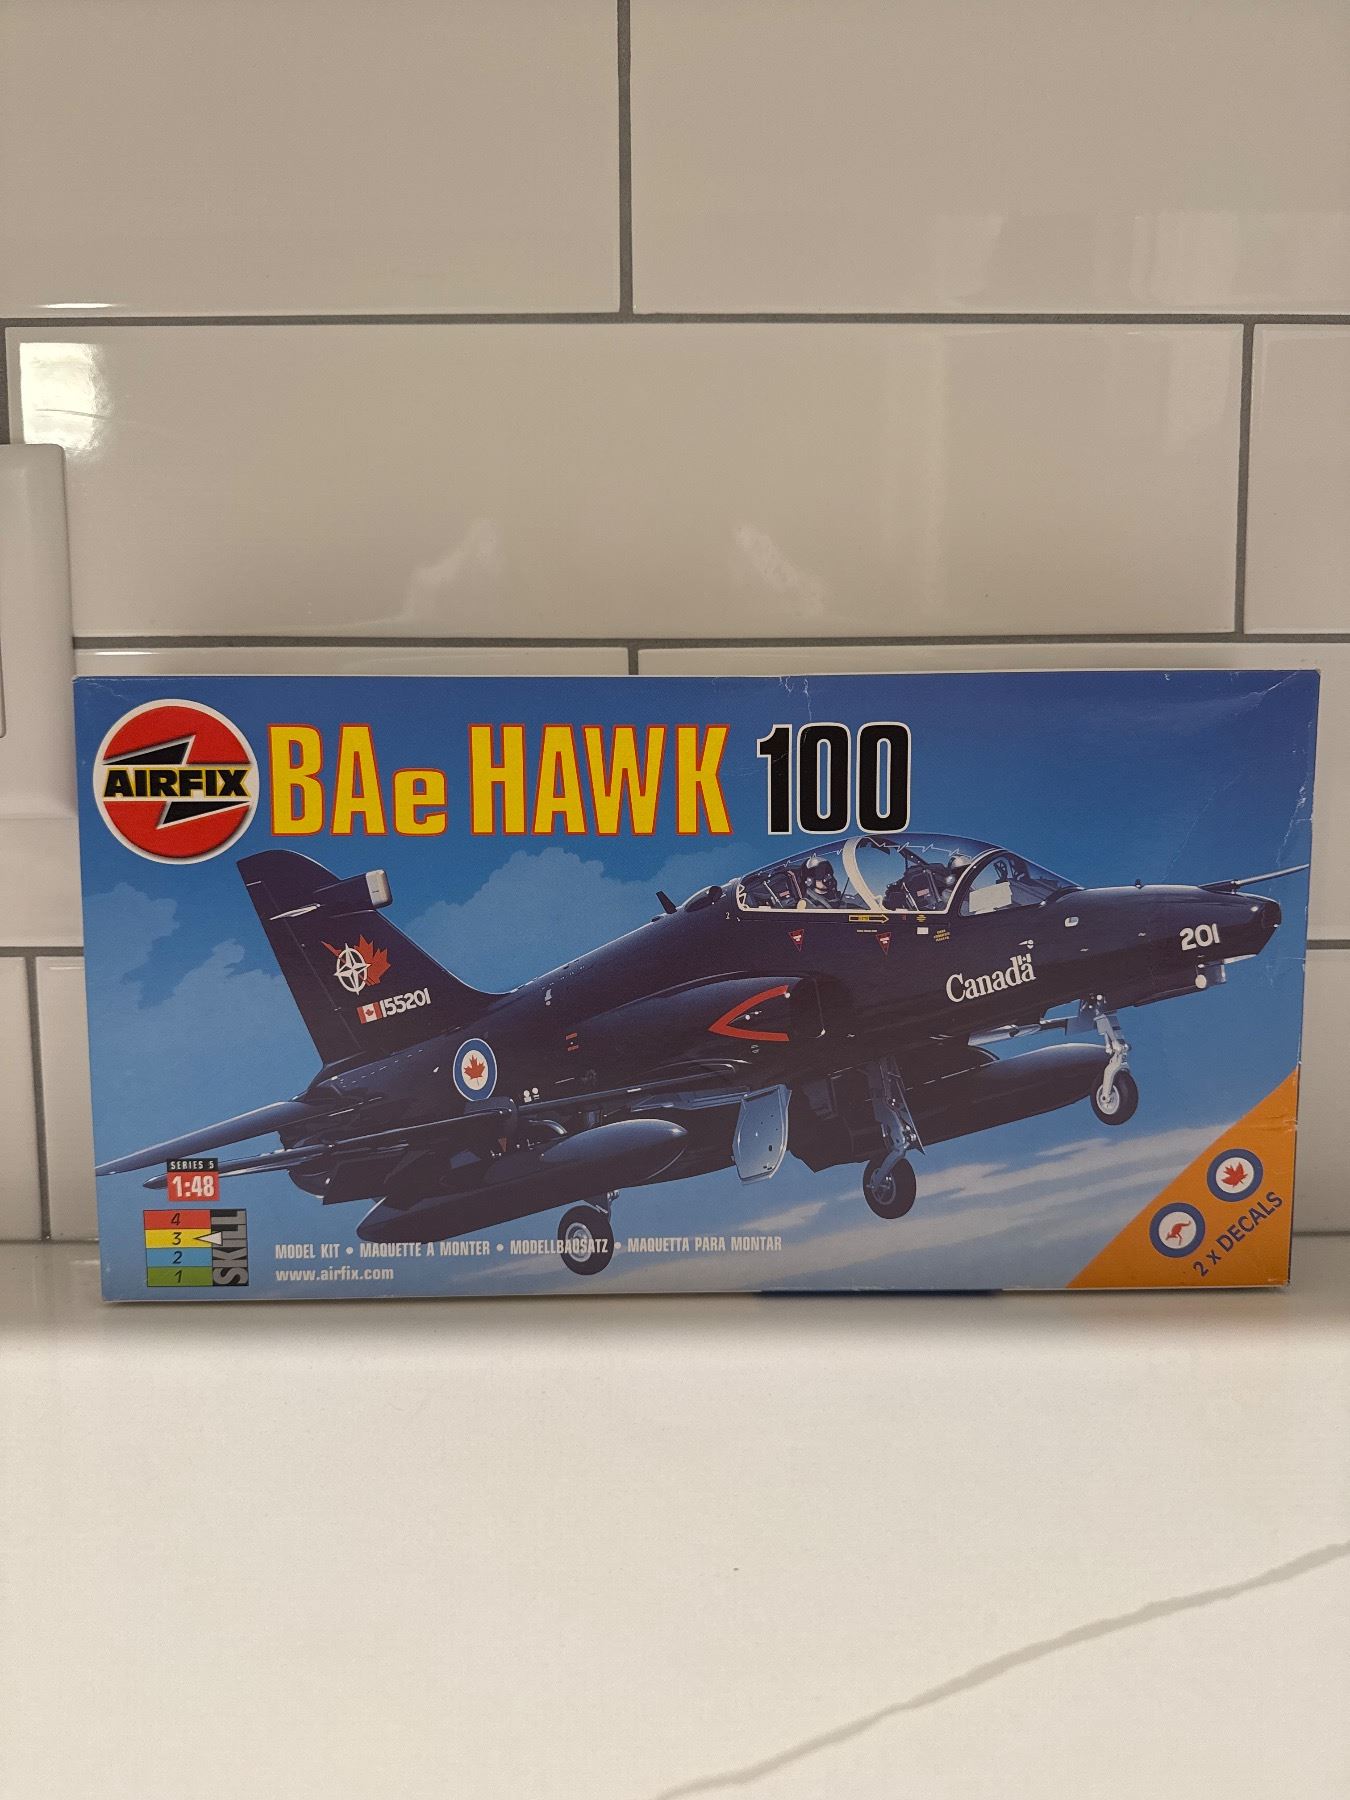 AIRFIX
BAe HAWK 100
2
201
Canada
155201
SERIES 5
1:48
4
3
2
1
SKILL
MODEL KIT • MAQUETTE A MONTER • MODELLBAUSATZ • MAQUETTA PARA MONTAR
www.airfix.com
2 x DECALS